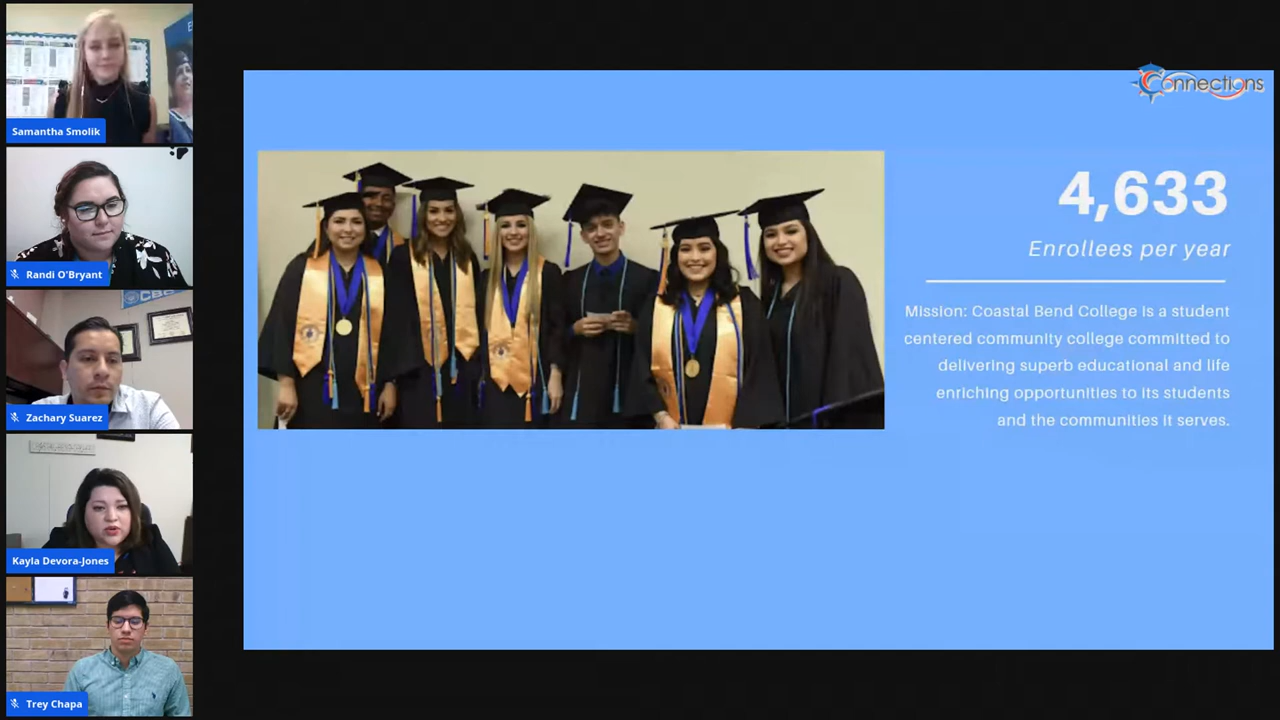 Samantha Smolik
Randi O'Bryant
Zachary Suarez
CBC
Kayla Devora-Jones
Trey Chapa
Connections
4,633
Enrollees per year
Mission: Coastal Bend College is a student
centered community college committed to
delivering superb educational and life
enriching opportunities to its students
and the communities it serves.